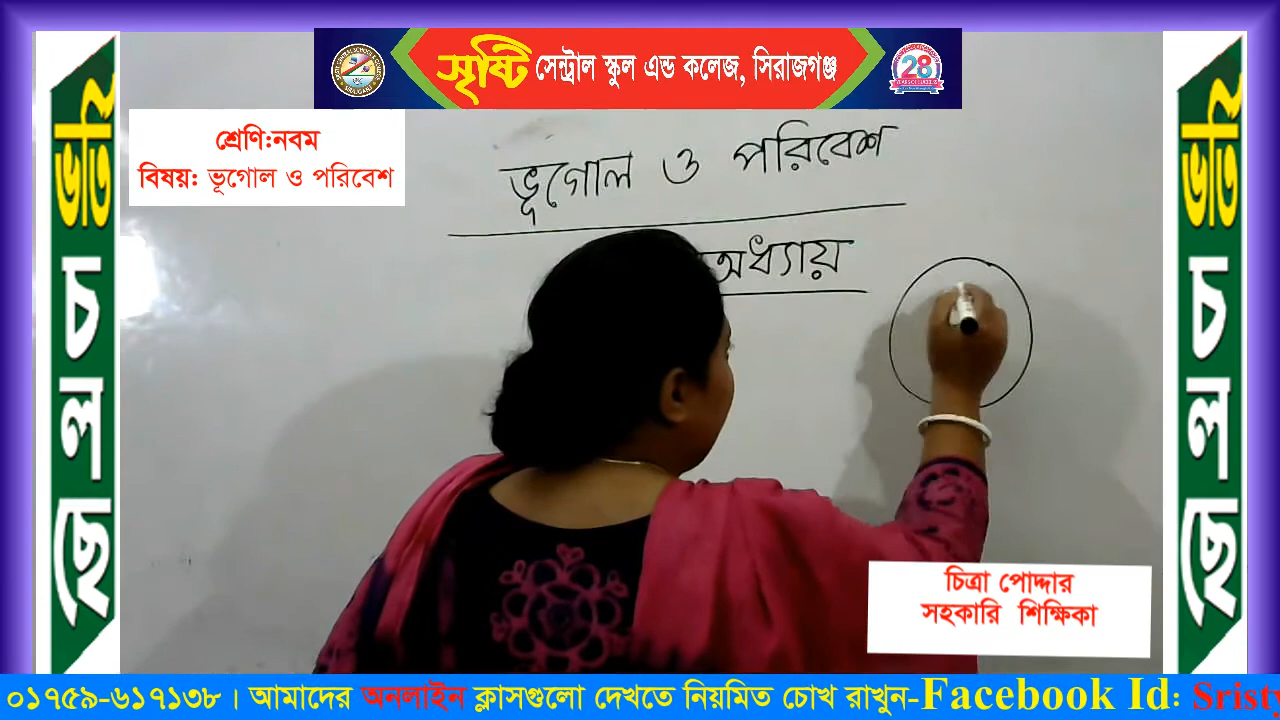 সৃষ্টি সেন্ট্রাল স্কুল এন্ড কলেজ, সিরাজগঞ্জ
28
শ্রেণি:নবম
বিষয়: ভূগোল ও পরিবেশ
ভূগোল ও পরিবেশ
অধ্যায়
ভর্তি চলছে
ভর্তি চলছে
চিত্রা পোদ্দার
সহকারি শিক্ষিকা
০১৭৫৯-৬১৭১৩৮। আমাদের অনলাইন ক্লাসগুলো দেখতে নিয়মিত চোখ রাখুন-Facebook Id: Sristy